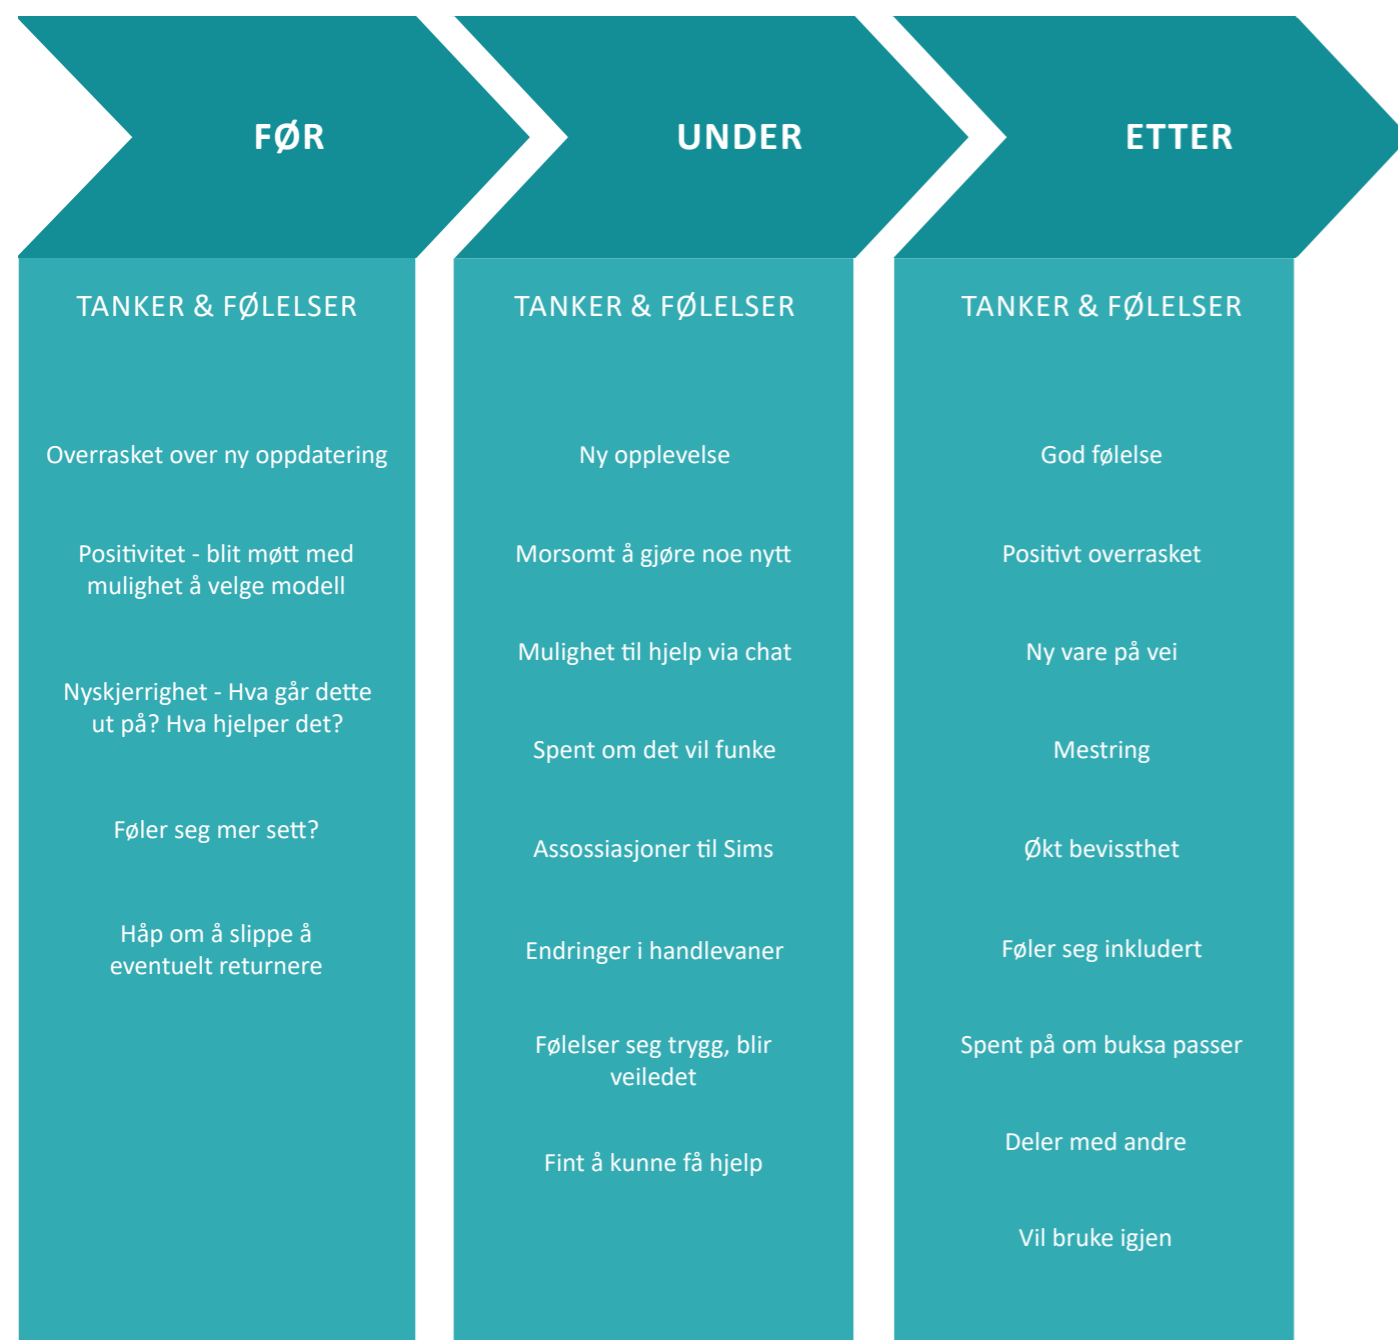 FØR
TANKER & FØLELSER
Overrasket over ny oppdatering
Positivitet - blit møtt med
mulighet å velge modell
Nyskjerrighet - Hva går dette
ut på? Hva hjelper det?
Føler seg mer sett?
Håp om å slippe å
eventuelt returnere
UNDER
TANKER & FØLELSER
Ny opplevelse
Morsomt å gjøre noe nytt
Mulighet til hjelp via chat
Spent om det vil funke
Assossiasjoner til Sims
Endringer i handlevaner
Følelser seg trygg, blir
veiledet
Fint å kunne få hjelp
ETTER
TANKER & FØLELSER
God følelse
Positivt overrasket
Ny vare på vei
Mestring
Økt bevissthet
Føler seg inkludert
Spent på om buksa passer
Deler med andre
Vil bruke igjen